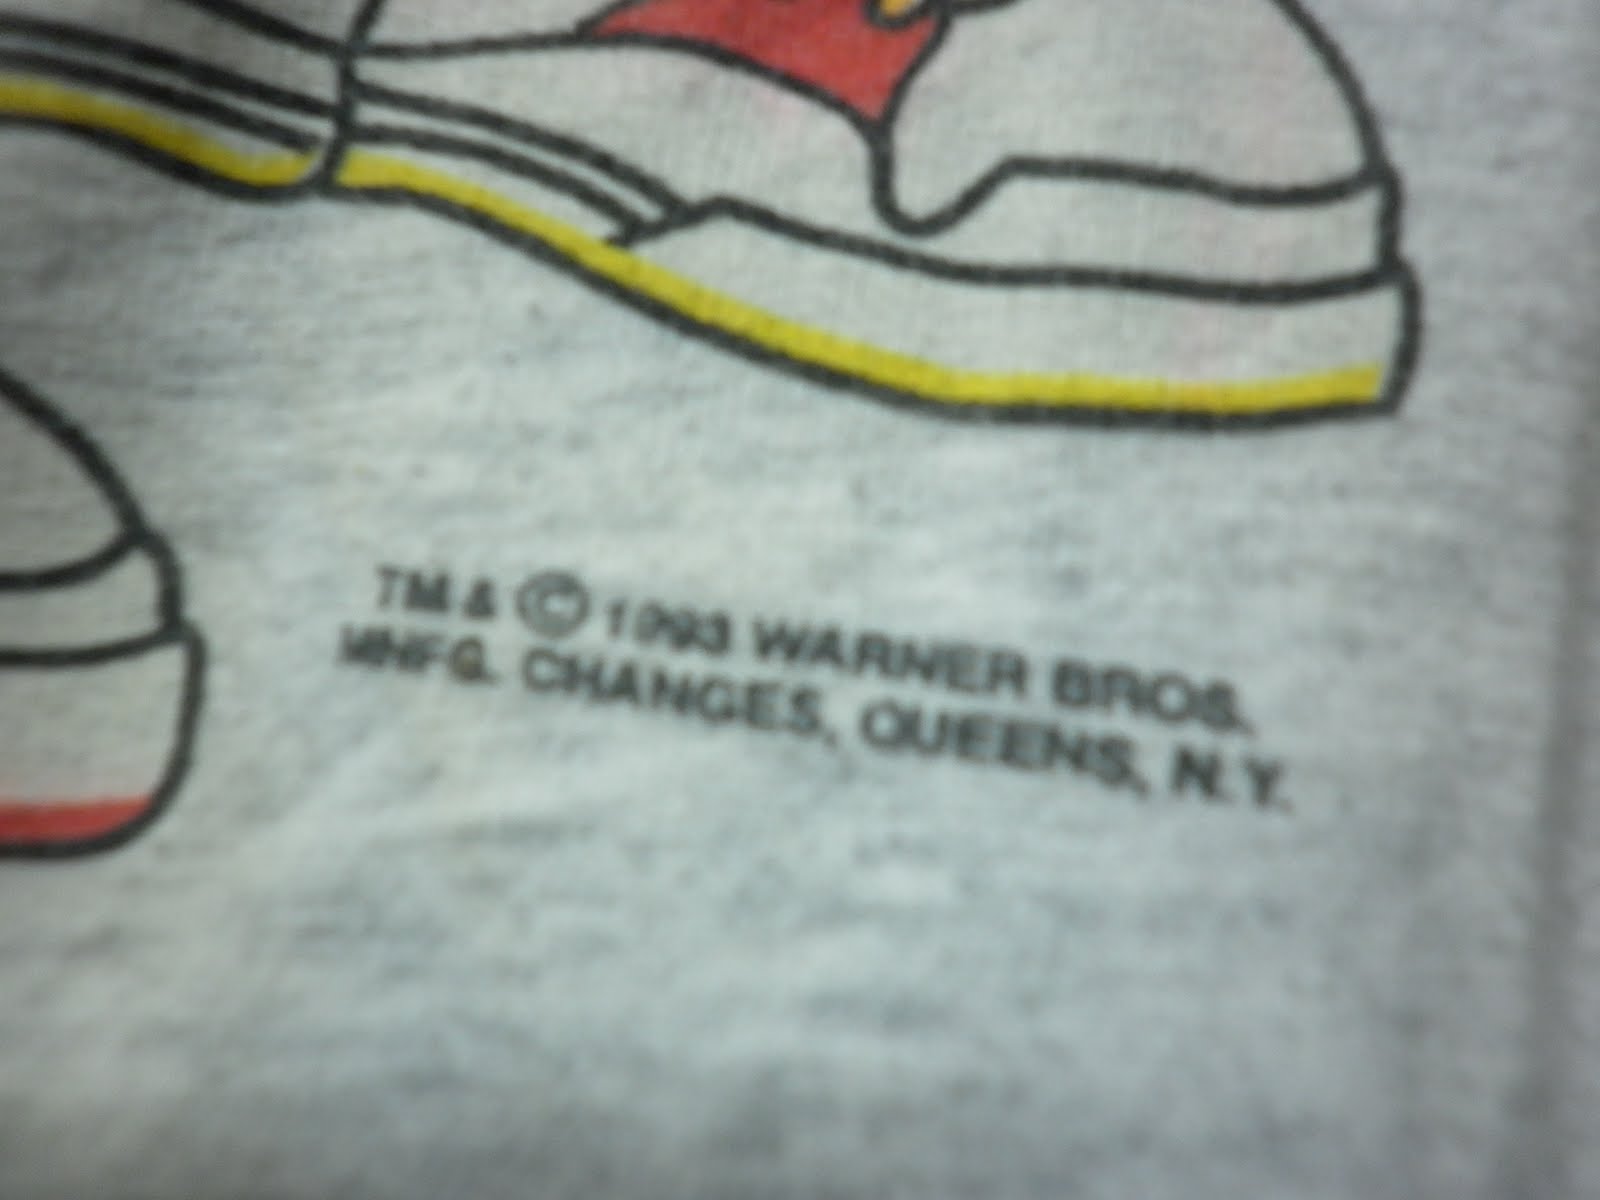 TM & © 1993 WARNER BROS.
MNFG. CHANGES, QUEENS, N.Y.